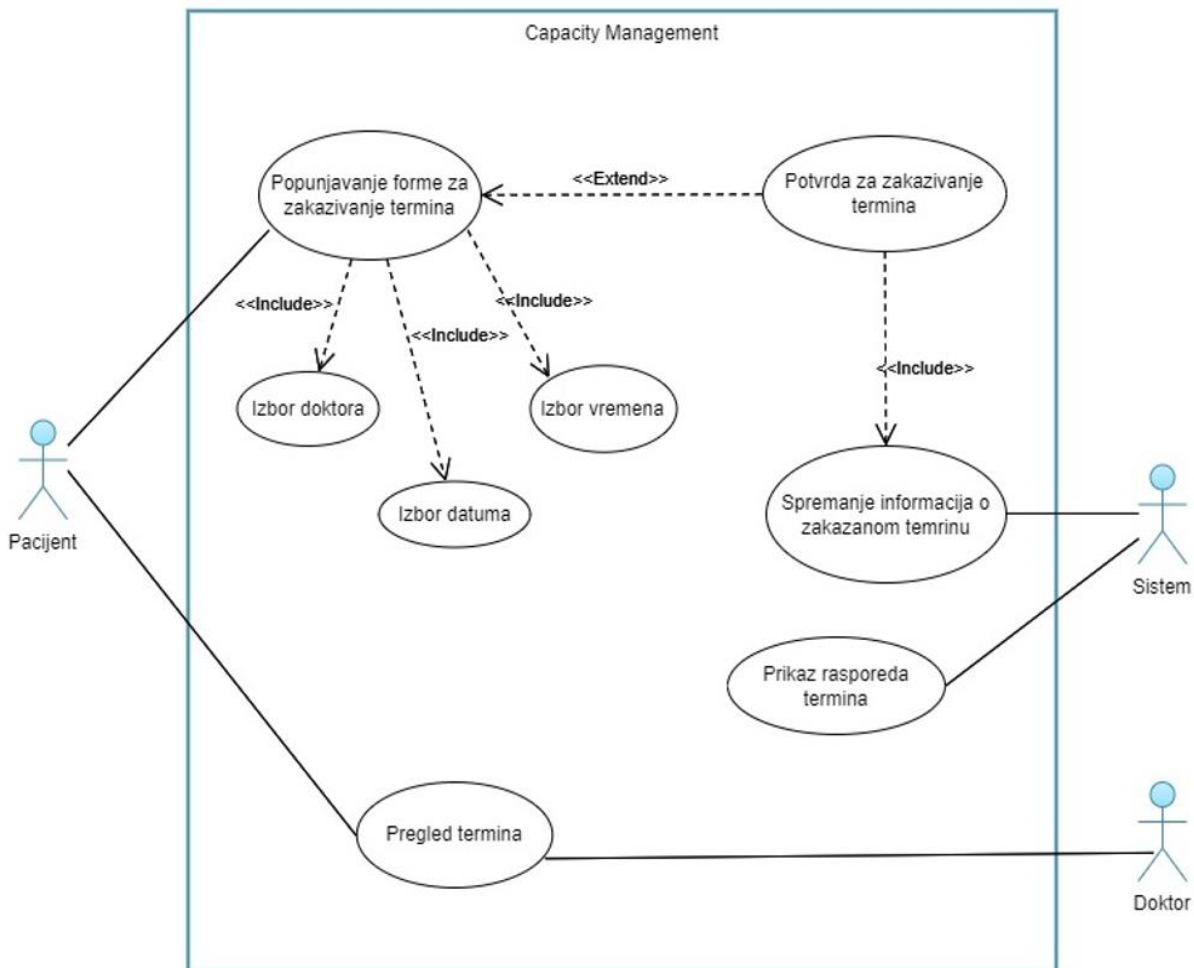 Capacity Management
Popunjavanje forme za
zakazivanje termina
<<Extend>>
Potvrda za zakazivanje
termina
<<Include>>
<<Include>>
<<Include>>
<<Include>>
Izbor doktora
Izbor vremena
Izbor datuma
Spremanje informacija o
zakazanom temrinu
Pacijent
Sistem
Prikaz rasporeda
termina
Pregled termina
Doktor